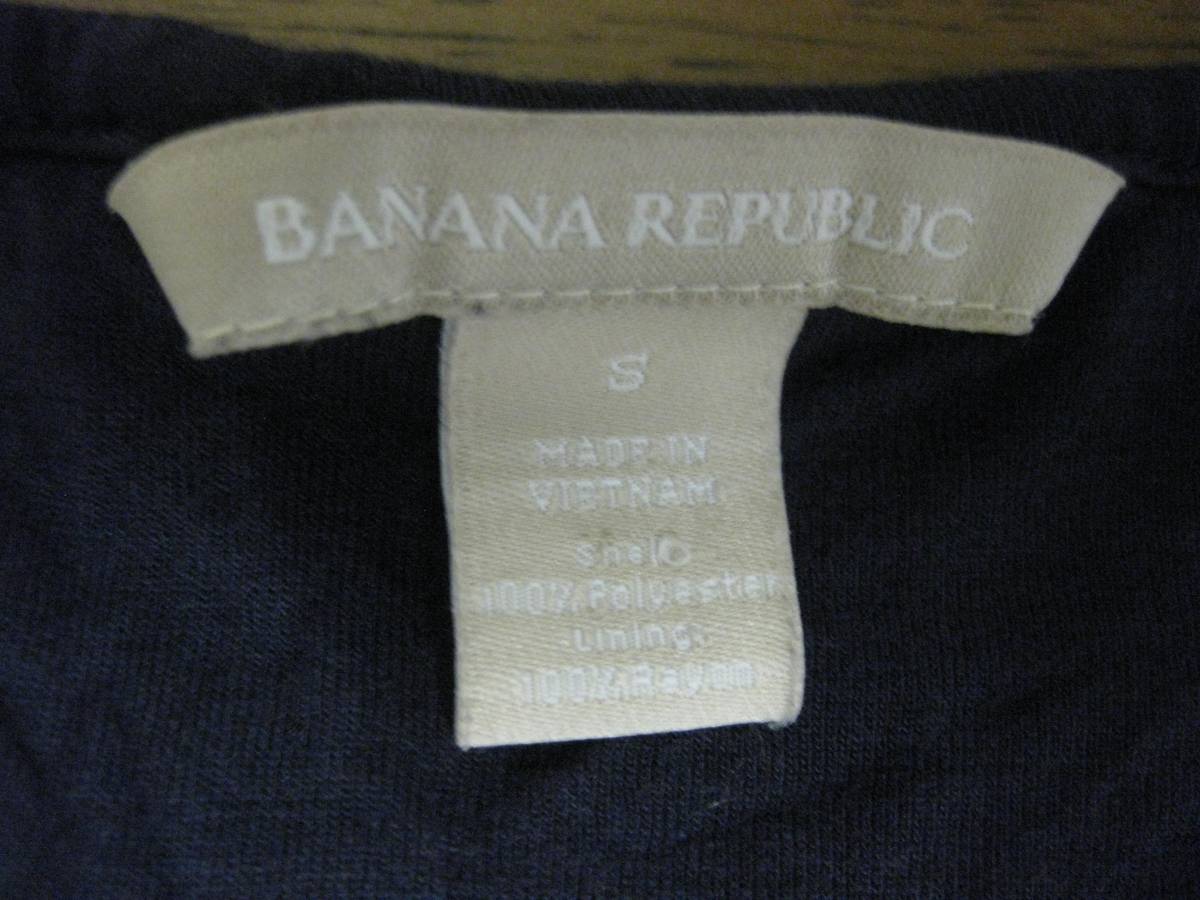 BANANA REPUBLIC
S
MADE IN
VIETNAM
Shell:
100% Polyester
Lining:
100% Rayon